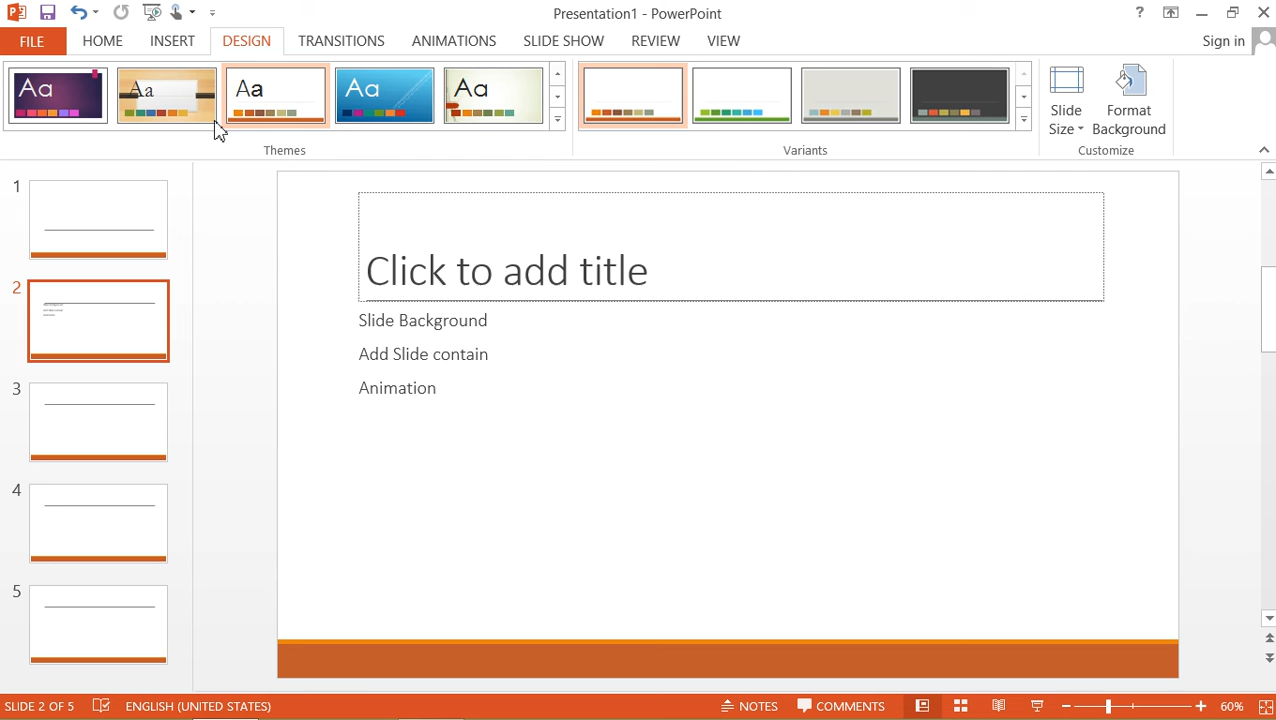 Presentation1 - PowerPoint
?
FILE
HOME
INSERT
DESIGN
TRANSITIONS
ANIMATIONS
SLIDE SHOW
REVIEW
VIEW
Sign in
Aa
Aa
Aa
Aa
Aa
Slide
Size
Format
Background
Themes
Variants
Customize
1
2
3
4
5
Click to add title
Slide Background
Add Slide contain
Animation
SLIDE 2 OF 5
ENGLISH (UNITED STATES)
NOTES
COMMENTS
60%